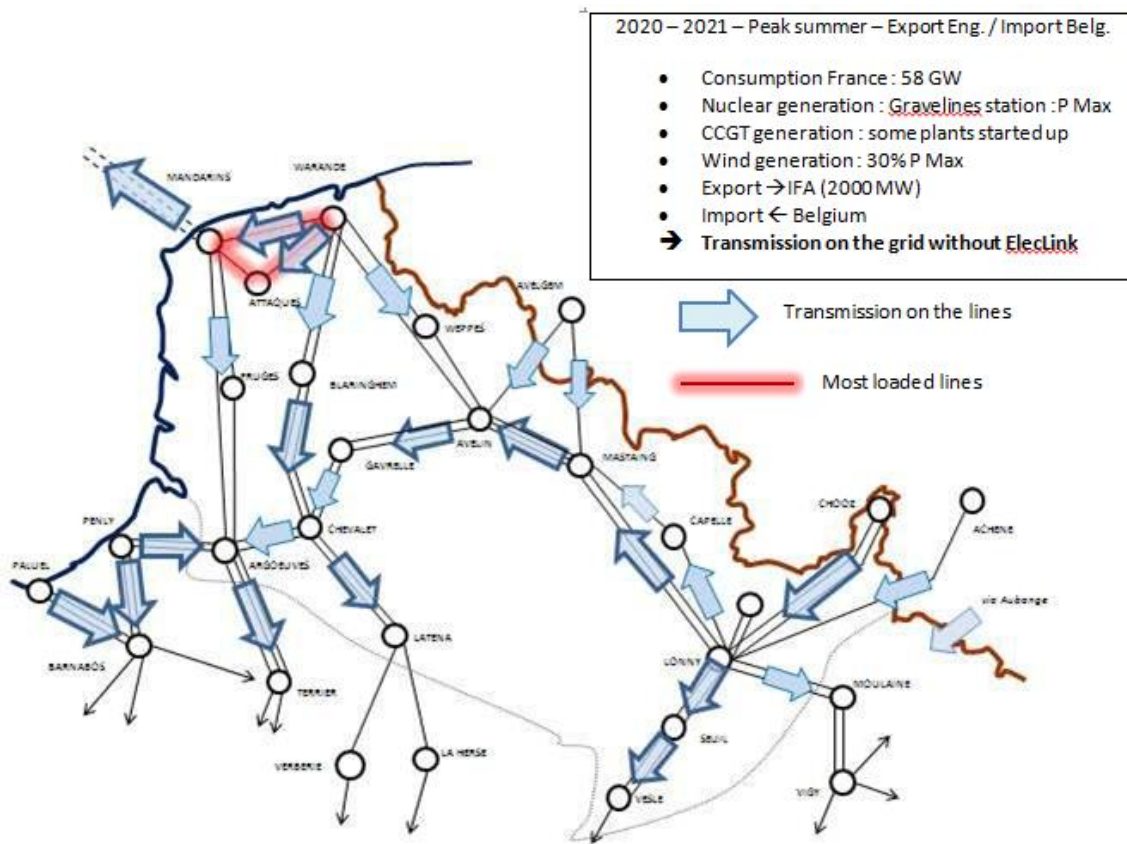 2020 – 2021 – Peak summer – Export Eng. / Import Belg.
• Consumption France : 58 GW
• Nuclear generation : Gravelines station : P Max
• CCGT generation : some plants started up
• Wind generation : 30% P Max
• Export → IFA (2000 MW)
• Import ← Belgium
➔ Transmission on the grid without ElecLink
Transmission on the lines
Most loaded lines
MANDARINS
WARANDE
ATTAQUES
AVELGEM
WEPPES
FRUGES
BLARINGHEM
AVELIN
GAVRELLE
MASTAING
CHOOZ
ACHENE
CAPELLE
PENLY
CHEVALET
ARGOEUVES
PALUEL
via Aubange
BARNABOS
LATENA
LONNY
TERRIER
MOULAINE
SEUIL
VERBERIE
LA HERSE
VESLE
VIGY